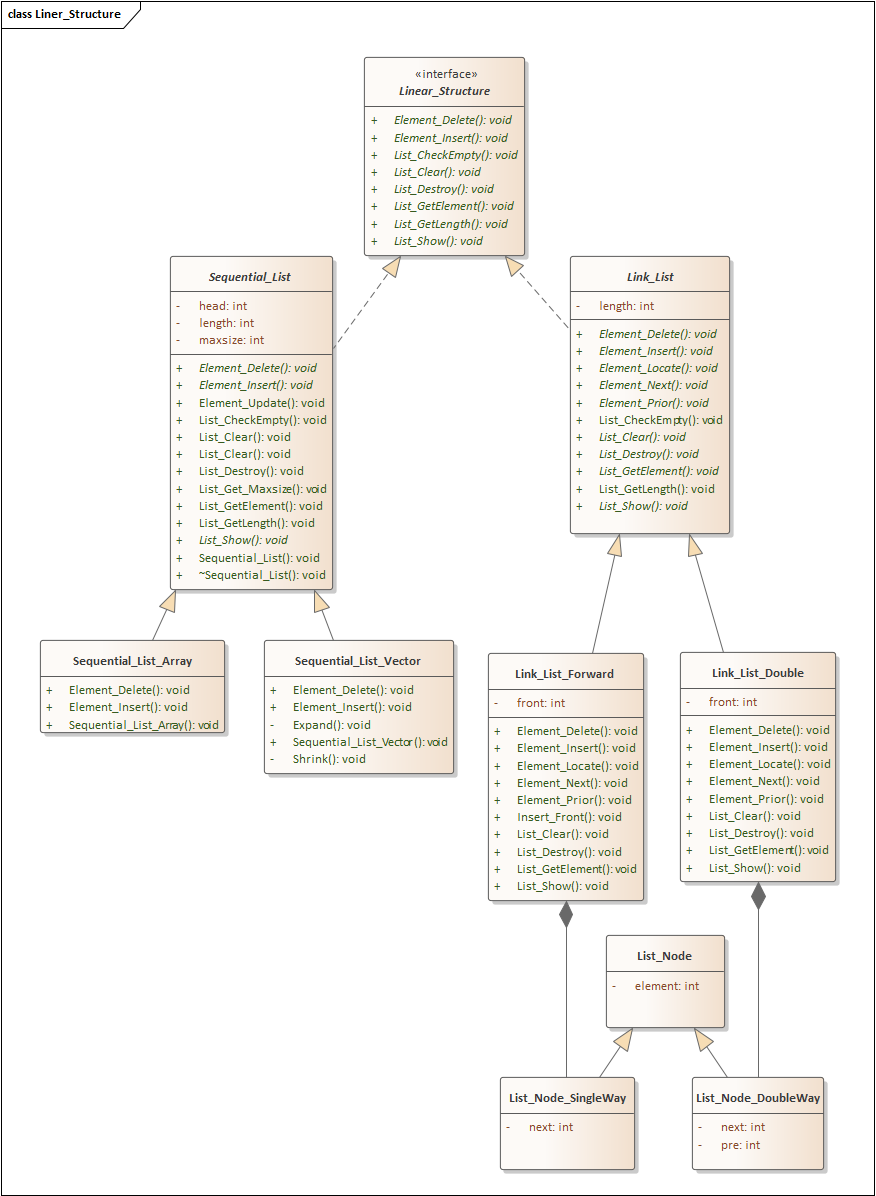 class Liner_Structure
«interface»
Linear_Structure
+ Element_Delete(): void
+ Element_Insert(): void
+ List_CheckEmpty(): void
+ List_Clear(): void
+ List_Destroy(): void
+ List_GetElement(): void
+ List_GetLength(): void
+ List_Show(): void
Sequential_List
- head: int
- length: int
- maxsize: int
+ Element_Delete(): void
+ Element_Insert(): void
+ Element_Update(): void
+ List_CheckEmpty(): void
+ List_Clear(): void
+ List_Clear(): void
+ List_Destroy(): void
+ List_Get_Maxsize(): void
+ List_GetElement(): void
+ List_GetLength(): void
+ List_Show(): void
+ Sequential_List(): void
+ ~Sequential_List(): void
Link_List
- length: int
+ Element_Delete(): void
+ Element_Insert(): void
+ Element_Locate(): void
+ Element_Next(): void
+ Element_Prior(): void
+ List_CheckEmpty(): void
+ List_Clear(): void
+ List_Destroy(): void
+ List_GetElement(): void
+ List_GetLength(): void
+ List_Show(): void
Sequential_List_Array
+ Element_Delete(): void
+ Element_Insert(): void
+ Sequential_List_Array(): void
Sequential_List_Vector
+ Element_Delete(): void
+ Element_Insert(): void
- Expand(): void
+ Sequential_List_Vector(): void
- Shrink(): void
Link_List_Forward
- front: int
+ Element_Delete(): void
+ Element_Insert(): void
+ Element_Locate(): void
+ Element_Next(): void
+ Element_Prior(): void
+ Insert_Front(): void
+ List_Clear(): void
+ List_Destroy(): void
+ List_GetElement(): void
+ List_Show(): void
Link_List_Double
- front: int
+ Element_Delete(): void
+ Element_Insert(): void
+ Element_Locate(): void
+ Element_Next(): void
+ Element_Prior(): void
+ List_Clear(): void
+ List_Destroy(): void
+ List_GetElement(): void
+ List_Show(): void
List_Node
- element: int
List_Node_SingleWay
- next: int
List_Node_DoubleWay
- next: int
- pre: int